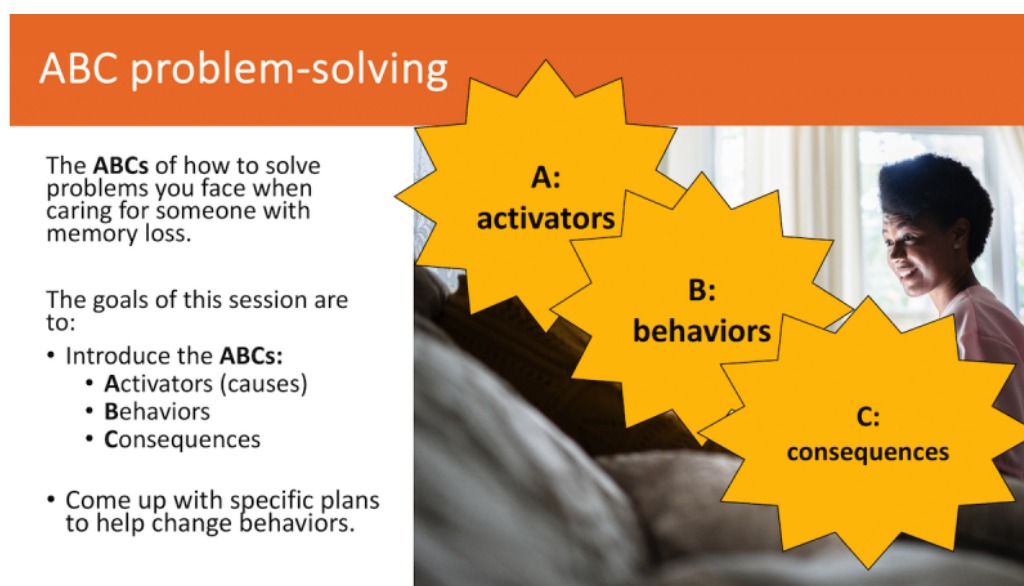 ABC problem-solving
The ABCs of how to solve
problems you face when
caring for someone with
memory loss.
The goals of this session are
to:
• Introduce the ABCs:
• Activators (causes)
• Behaviors
• Consequences
• Come up with specific plans
to help change behaviors.
A:
activators
B:
behaviors
C:
consequences